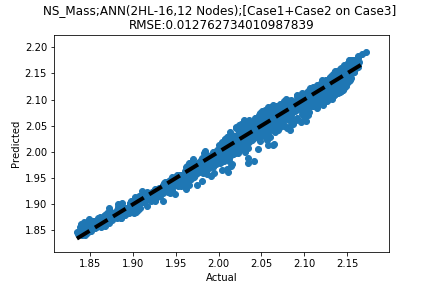 NS_Mass;ANN(2HL-16,12 Nodes);[Case1+Case2 on Case3]
RMSE:0.012762734010987839
2.20
2.15
2.10
2.05
2.00
1.95
1.90
1.85
Predicted
1.85 1.90 1.95 2.00 2.05 2.10 2.15
Actual